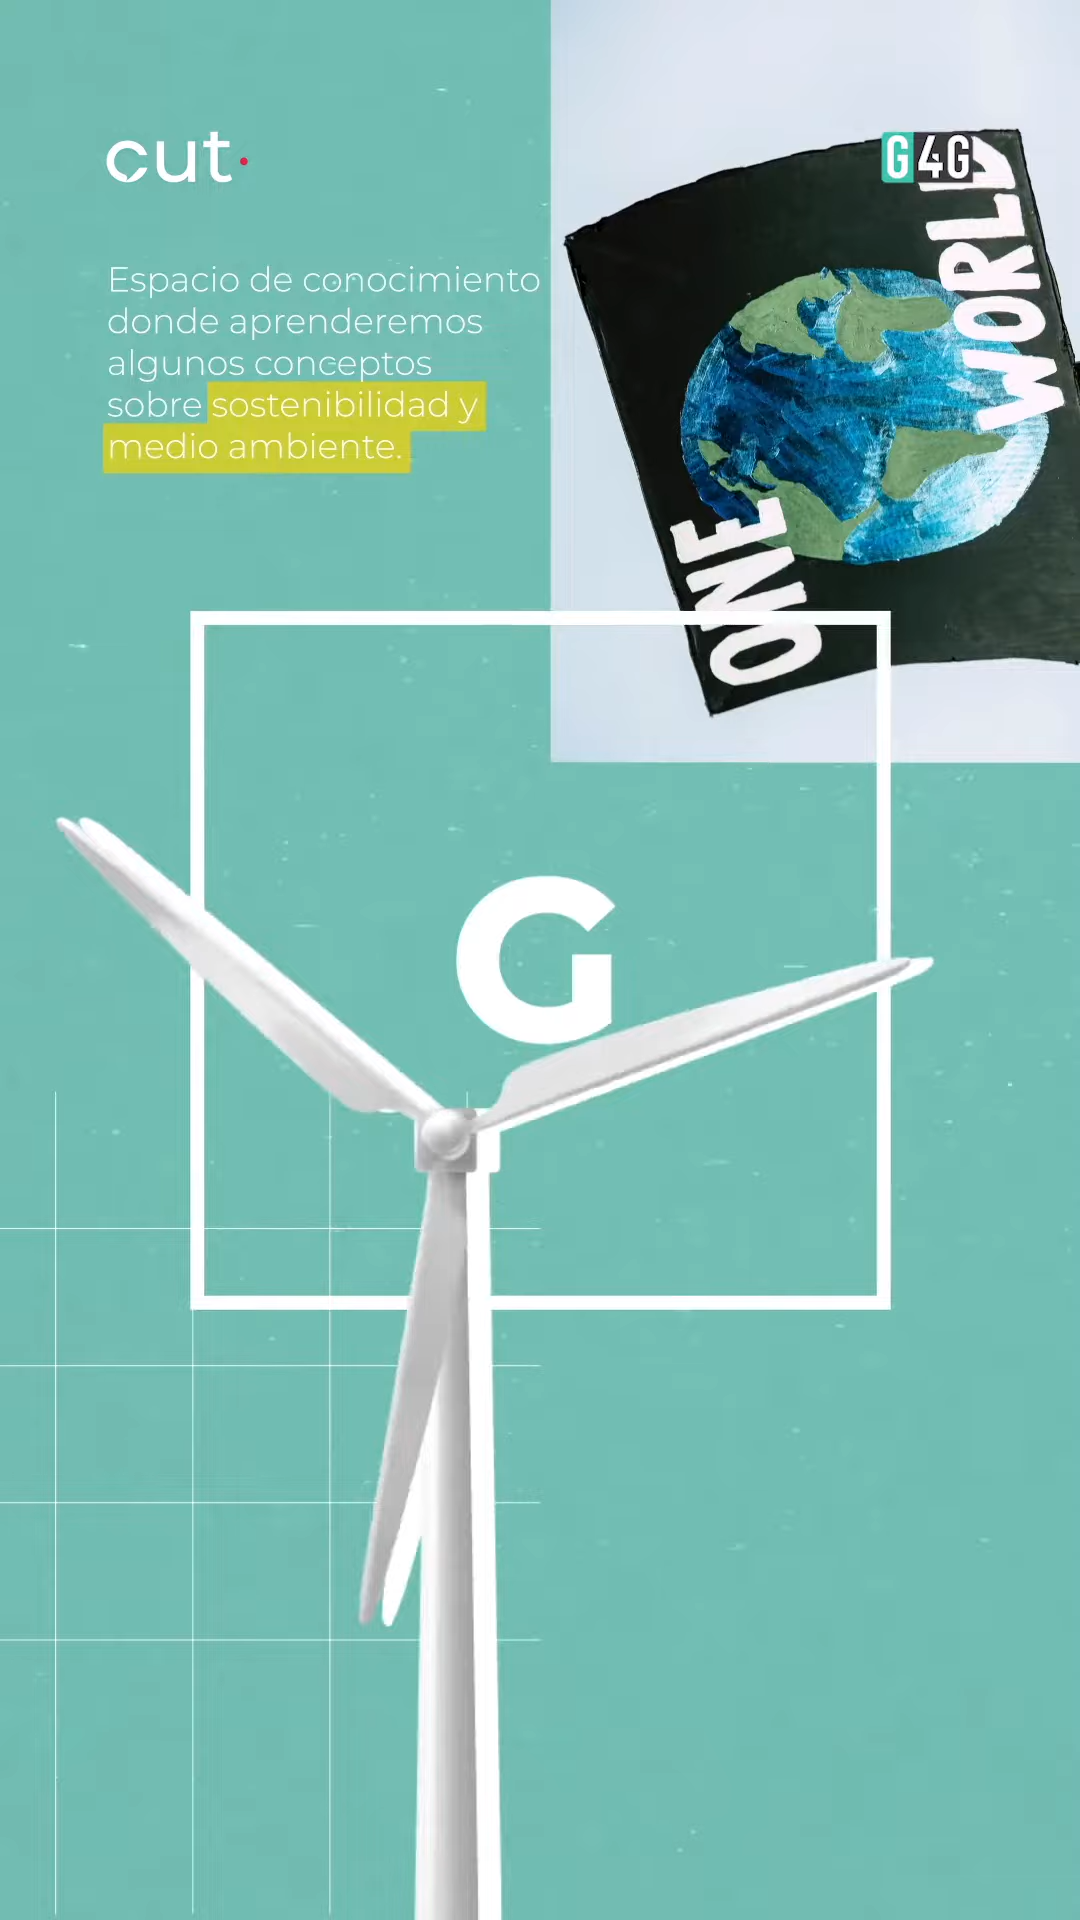 cut
G4G
Espacio de conocimiento
donde aprenderemos
algunos conceptos
sobre sostenibilidad y
medio ambiente.
ONE
WORLD
G